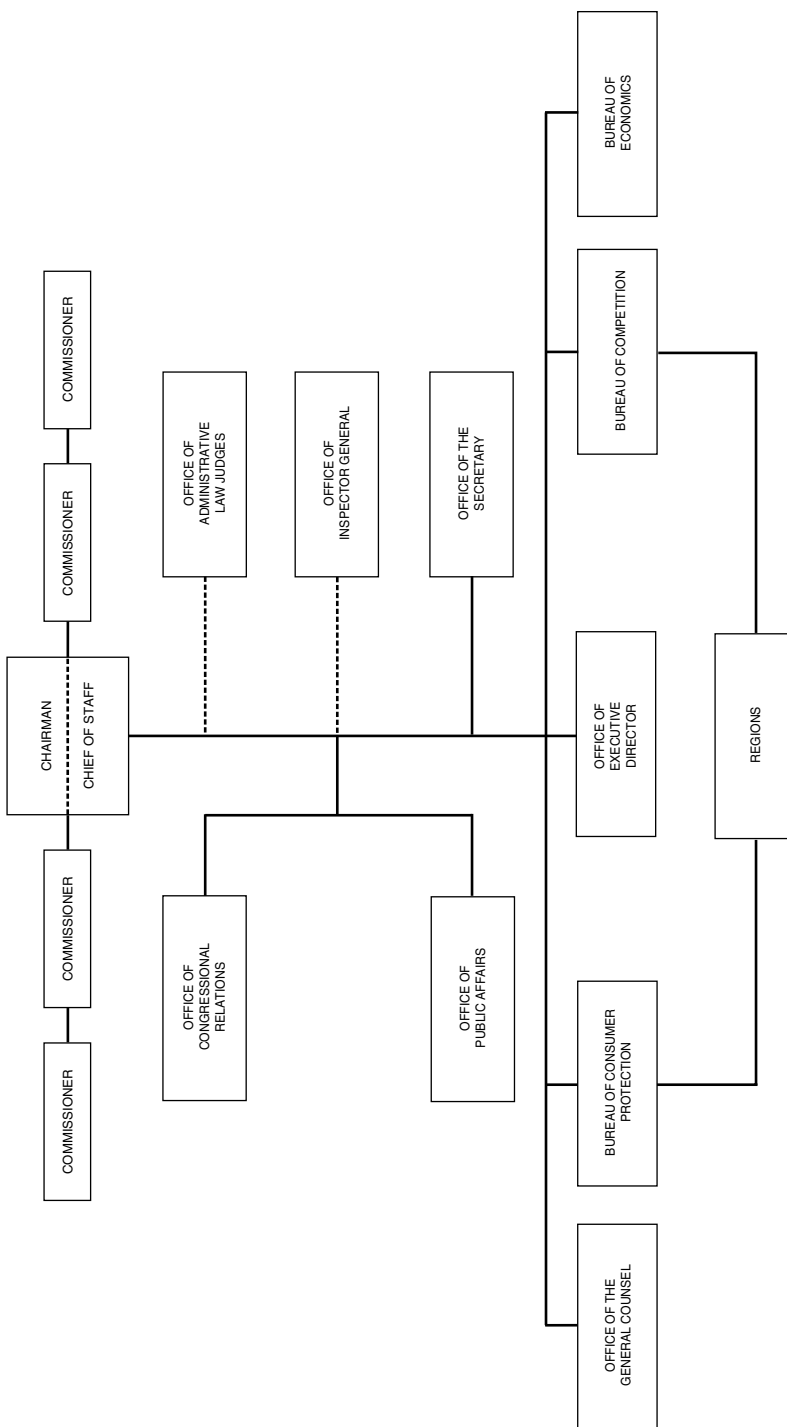 COMMISSIONER
COMMISSIONER
CHAIRMAN
CHIEF OF STAFF
COMMISSIONER
COMMISSIONER
OFFICE OF
CONGRESSIONAL
RELATIONS
OFFICE OF
ADMINISTRATIVE
LAW JUDGES
OFFICE OF
INSPECTOR GENERAL
OFFICE OF
PUBLIC AFFAIRS
OFFICE OF THE
SECRETARY
OFFICE OF THE
GENERAL COUNSEL
BUREAU OF CONSUMER
PROTECTION
OFFICE OF
EXECUTIVE
DIRECTOR
BUREAU OF COMPETITION
BUREAU OF
ECONOMICS
REGIONS